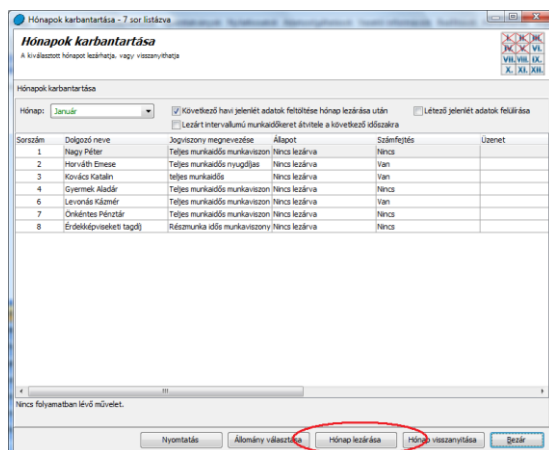 Hónapok karbantartása - 7 sor listázva
Hónapok karbantartása
A kiválasztott hónapot lezárhatja, vagy visszanyithatja
I. II. III.
IV. V. VI.
VII. VIII. IX.
X. XI. XII.
Hónapok karbantartása
Hónap: Január Következő havi jelenlét adatok feltöltése hónap lezárása után Létező jelenlét adatok felülírása
Lezárt intervallumú munkaidőkeret átvitele a következő időszakra
Sorszám Dolgozó neve Jogviszony megnevezése Állapot Számfejtés Üzenet
1 Nagy Péter Teljes munkaidős munkaviszon Nincs lezárva Nincs
2 Horváth Emese Teljes munkaidős nyugdíjas Nincs lezárva Van
3 Kovács Katalin teljes munkaidős Nincs lezárva Van
4 Gyermek Aladár Teljes munkaidős munkaviszon Nincs lezárva Nincs
6 Levonás Kázmér Teljes munkaidős munkaviszon Nincs lezárva Van
7 Önkéntes Pénztár Teljes munkaidős munkaviszon Nincs lezárva Nincs
8 Érdekképviseleti tagdíj Részmunka idős munkaviszony Nincs lezárva Nincs
Nincs folyamatban lévő művelet.
Nyomtatás Állomány választása Hónap lezárása Hónap visszanyitása Bezár